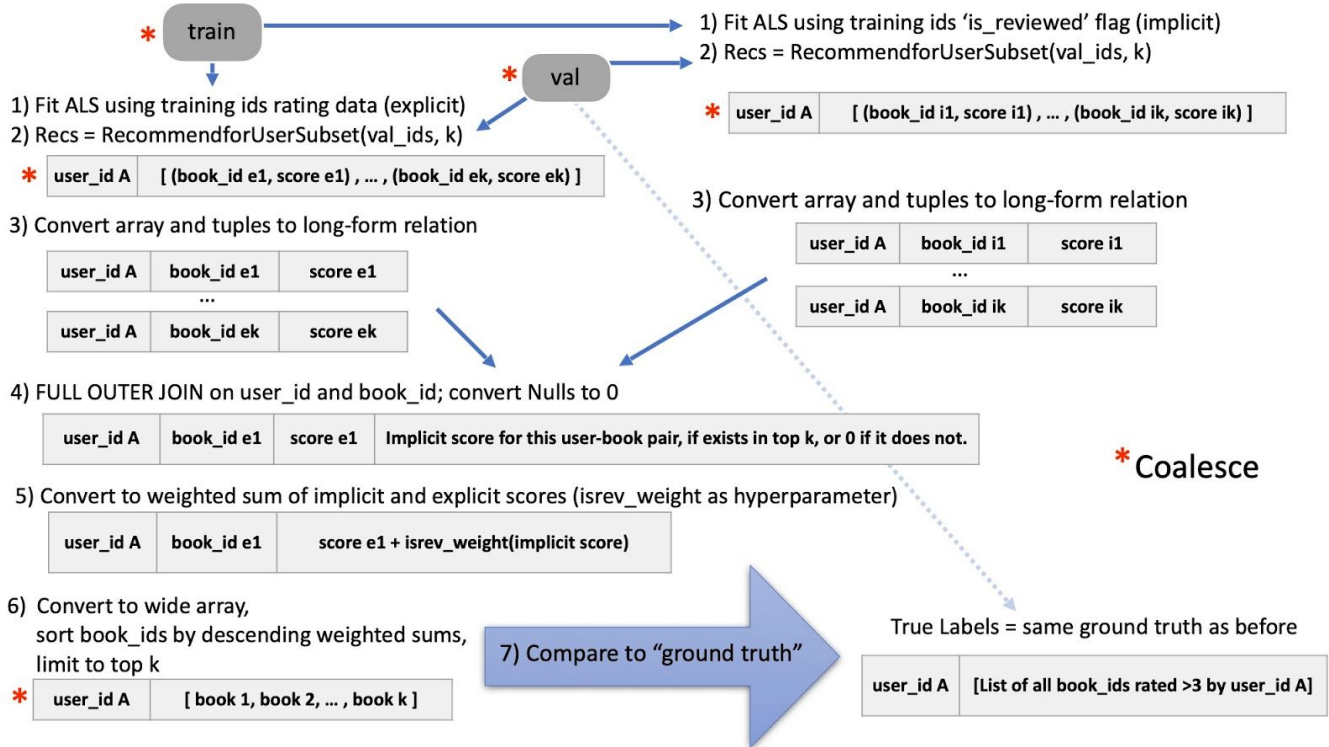 * train
1) Fit ALS using training ids ‘is_reviewed’ flag (implicit)
2) Recs = RecommendforUserSubset(val_ids, k)
* val
1) Fit ALS using training ids rating data (explicit)
2) Recs = RecommendforUserSubset(val_ids, k)
* user_id A [ (book_id i1, score i1) , … , (book_id ik, score ik) ]
* user_id A [ (book_id e1, score e1) , … , (book_id ek, score ek) ]
3) Convert array and tuples to long-form relation
user_id A book_id e1 score e1
...
user_id A book_id ek score ek
3) Convert array and tuples to long-form relation
user_id A book_id i1 score i1
...
user_id A book_id ik score ik
4) FULL OUTER JOIN on user_id and book_id; convert Nulls to 0
user_id A book_id e1 score e1 Implicit score for this user-book pair, if exists in top k, or 0 if it does not.
* Coalesce
5) Convert to weighted sum of implicit and explicit scores (isrev_weight as hyperparameter)
user_id A book_id e1 score e1 + isrev_weight(implicit score)
6) Convert to wide array,
sort book_ids by descending weighted sums,
limit to top k
* user_id A [ book 1, book 2, … , book k ]
7) Compare to “ground truth”
True Labels = same ground truth as before
user_id A [List of all book_ids rated >3 by user_id A]